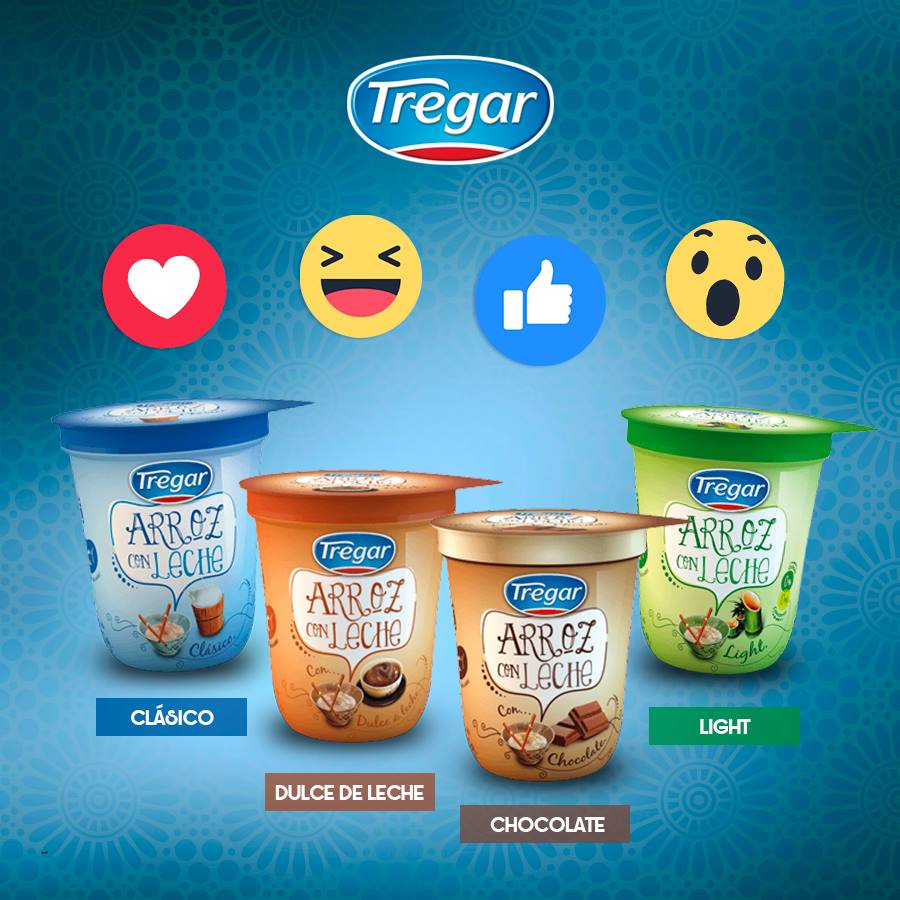 Tregar
Tregar
ARROZ
CON LECHE
Clásico
CLÁSICO
Tregar
ARROZ
CON LECHE
Con...
Dulce de leche
DULCE DE LECHE
Tregar
ARROZ
CON LECHE
Con...
Chocolate
CHOCOLATE
Tregar
ARROZ
CON LECHE
Light
LIGHT